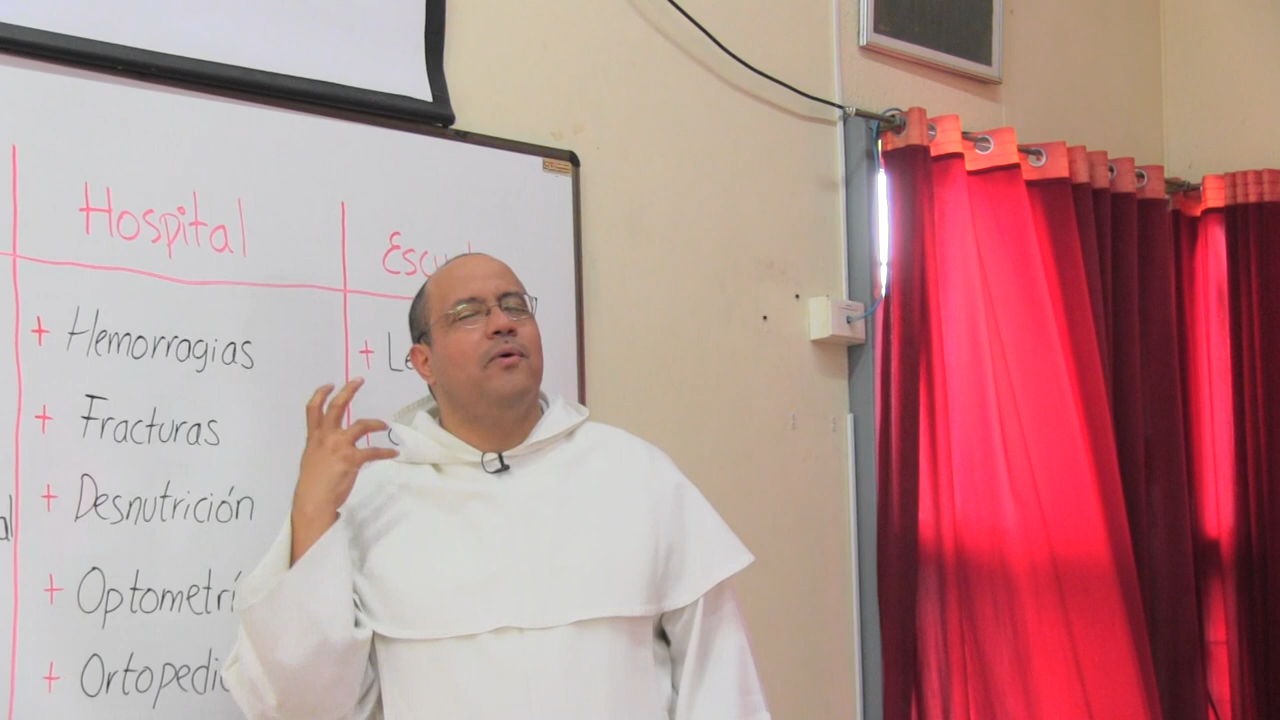 Hospital
+ Hemorragias
+ Fracturas
+ Desnutrición
+ Optometrí
+ Ortopedi